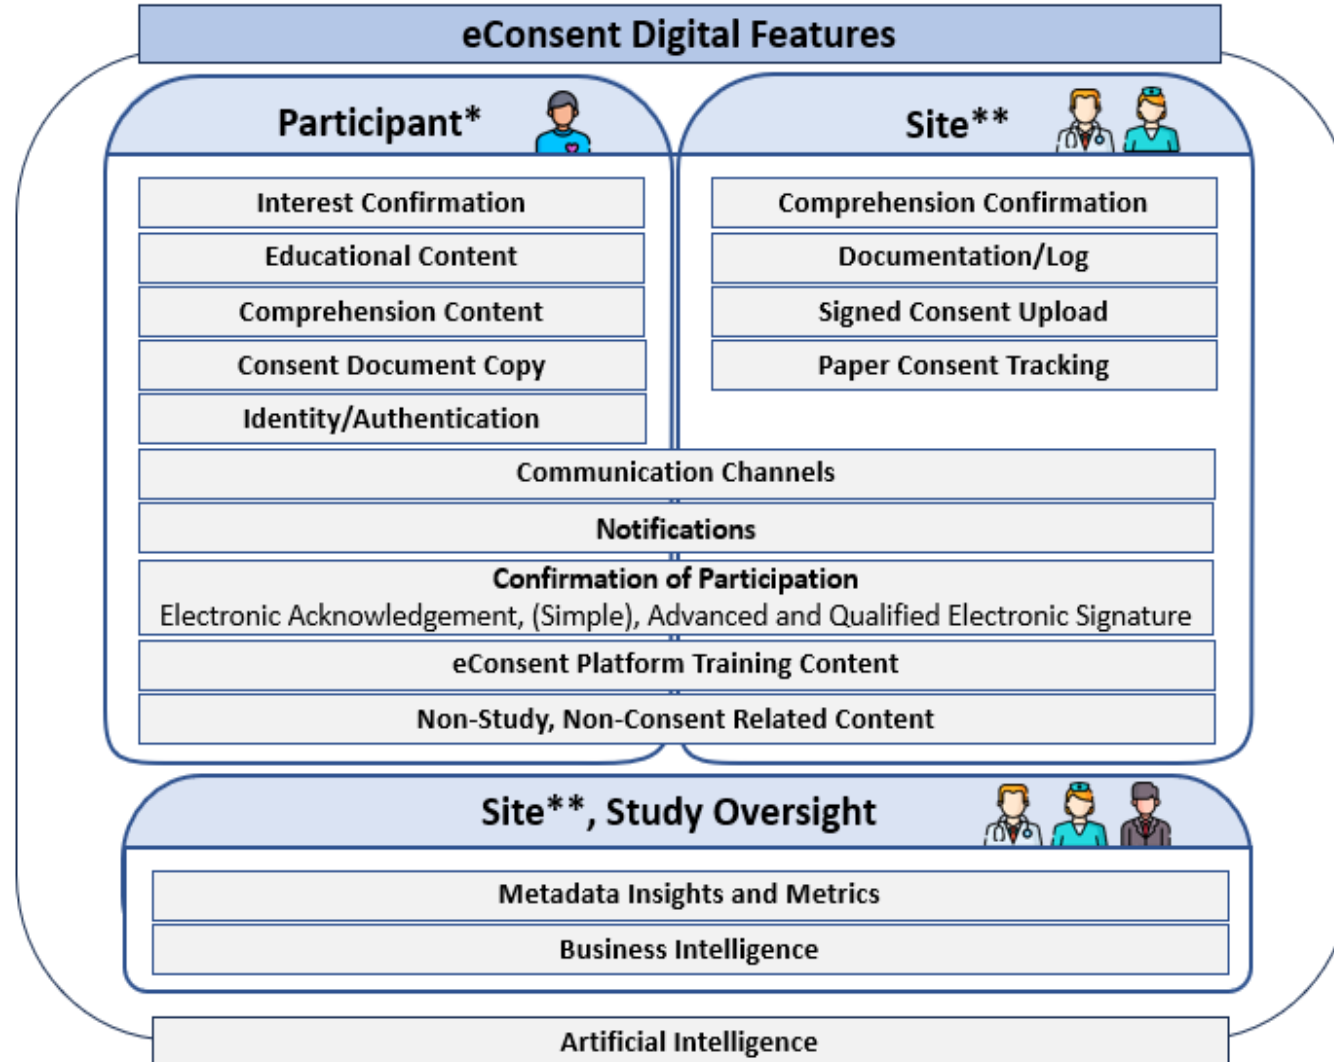 eConsent Digital Features
Participant*
Site**
Interest Confirmation
Educational Content
Comprehension Content
Consent Document Copy
Identity/Authentication
Comprehension Confirmation
Documentation/Log
Signed Consent Upload
Paper Consent Tracking
Communication Channels
Notifications
Confirmation of Participation
Electronic Acknowledgement, (Simple), Advanced and Qualified Electronic Signature
eConsent Platform Training Content
Non-Study, Non-Consent Related Content
Site**, Study Oversight
Metadata Insights and Metrics
Business Intelligence
Artificial Intelligence